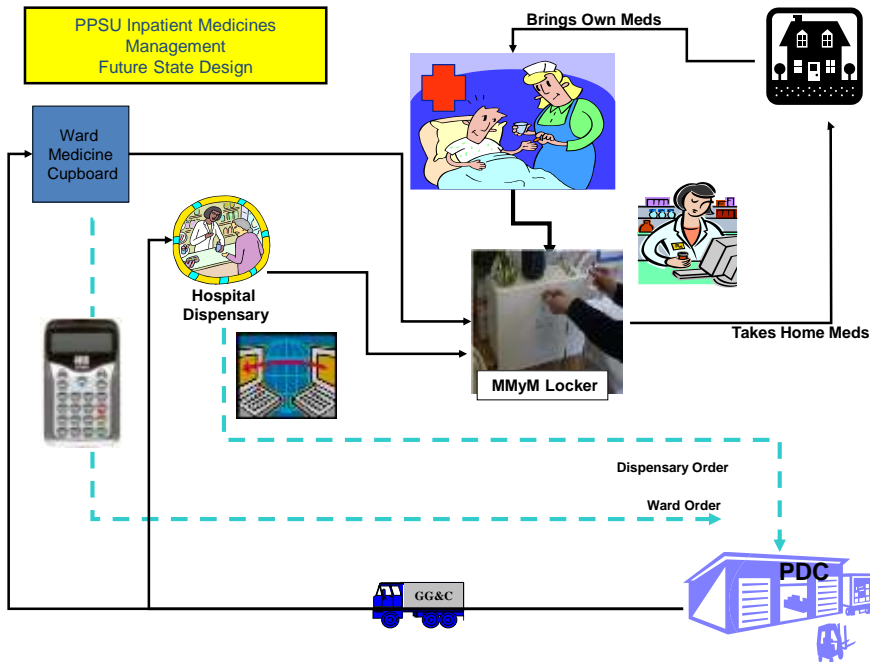 PPSU Inpatient Medicines
Management
Future State Design
Brings Own Meds
Ward
Medicine
Cupboard
Hospital
Dispensary
Takes Home Meds
MMyM Locker
Dispensary Order
Ward Order
PDC
GG&C